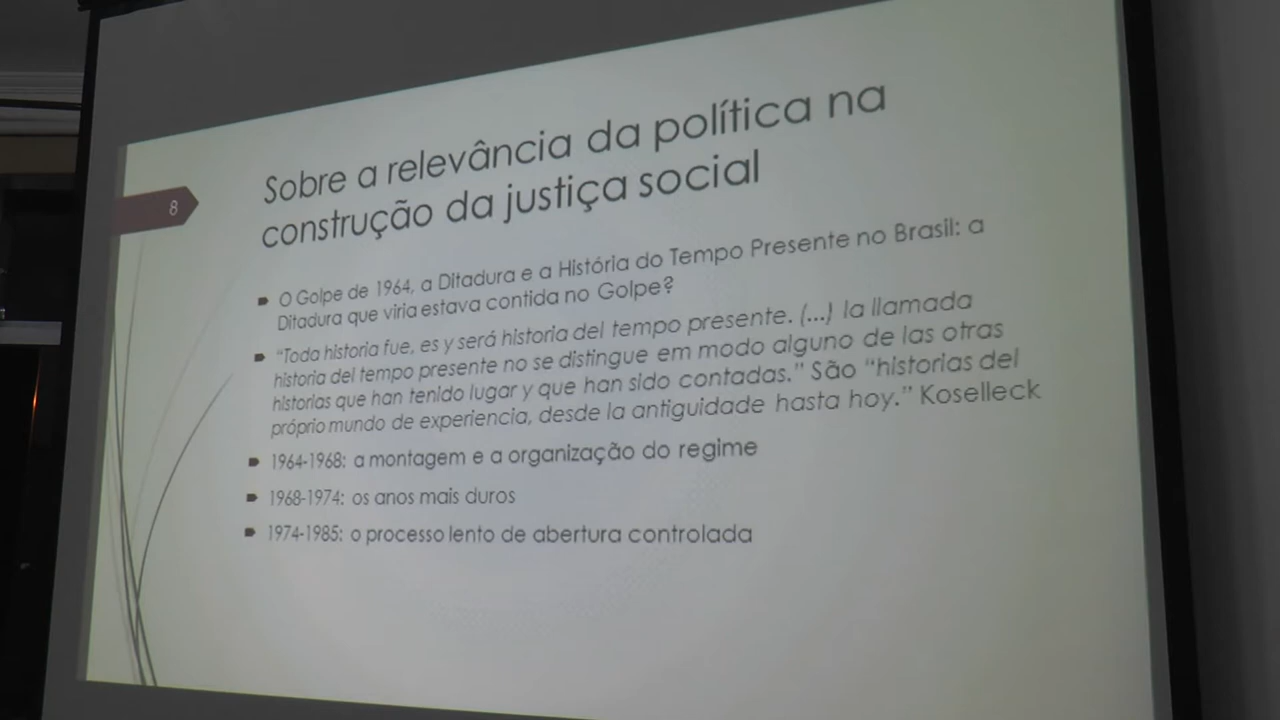 8
Sobre a relevância da política na
construção da justiça social
O Golpe de 1964, a Ditadura e a História do Tempo Presente no Brasil: a
Ditadura que viria estava contida no Golpe?
"Toda historia fue, es y será historia del tempo presente. (...) la llamada
historia del tempo presente no se distingue em modo alguno de las otras
historias que han tenido lugar y que han sido contadas." São "historias del
próprio mundo de experiencia, desde la antiguidade hasta hoy." Koselleck
1964-1968: a montagem e a organização do regime
1968-1974: os anos mais duros
1974-1985: o processo lento de abertura controlada